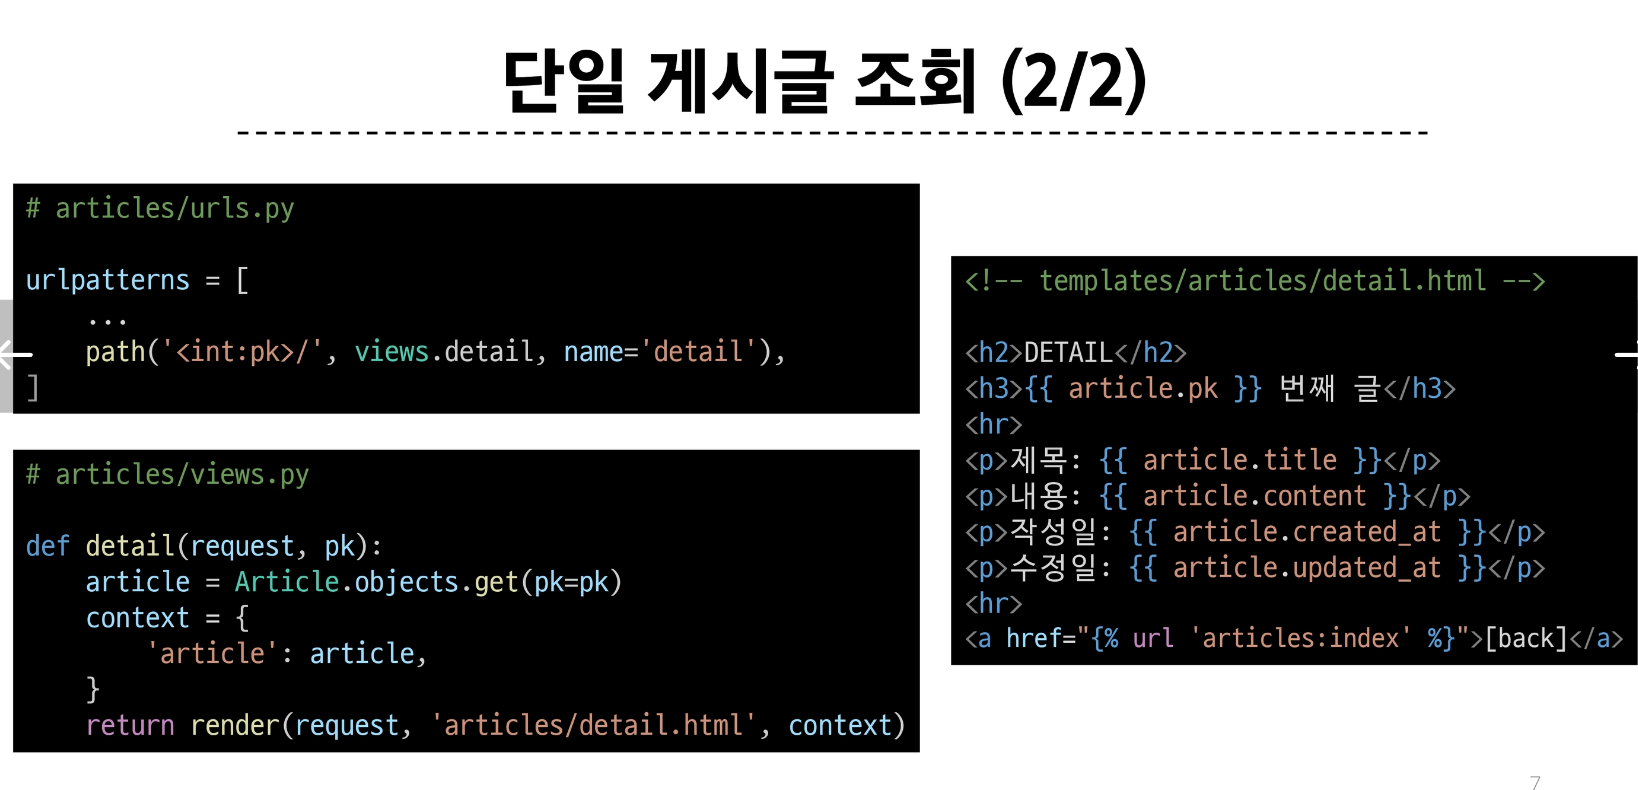 단일 게시글 조회 (2/2)
# articles/urls.py
urlpatterns = [
    ...
    path('<int:pk>/', views.detail, name='detail'),
]
# articles/views.py
def detail(request, pk):
    article = Article.objects.get(pk=pk)
    context = {
        'article': article,
    }
    return render(request, 'articles/detail.html', context)
<!-- templates/articles/detail.html -->
<h2>DETAIL</h2>
<h3>{{ article.pk }} 번째 글</h3>
<hr>
<p>제목: {{ article.title }}</p>
<p>내용: {{ article.content }}</p>
<p>작성일: {{ article.created_at }}</p>
<p>수정일: {{ article.updated_at }}</p>
<hr>
<a href="{% url 'articles:index' %}">[back]</a>
7